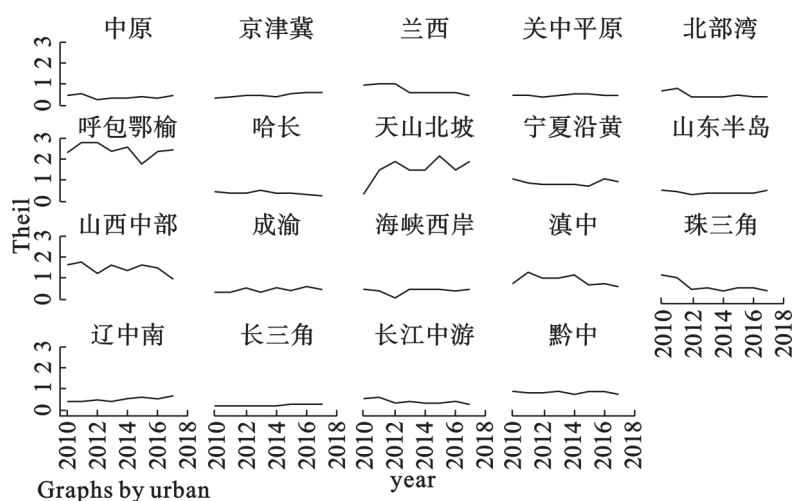 中原 京津冀 兰西 关中平原 北部湾
0 1 2 3
呼包鄂榆 哈长 天山北坡 宁夏沿黄 山东半岛
0 1 2 3
Theil
山西中部 成渝 海峡西岸 滇中 珠三角
0 1 2 3
2010 2012 2014 2016 2018
辽中南 长三角 长江中游 黔中
0 1 2 3
2010 2012 2014 2016 2018 2010 2012 2014 2016 2018 2010 2012 2014 2016 2018 2010 2012 2014 2016 2018
year
Graphs by urban